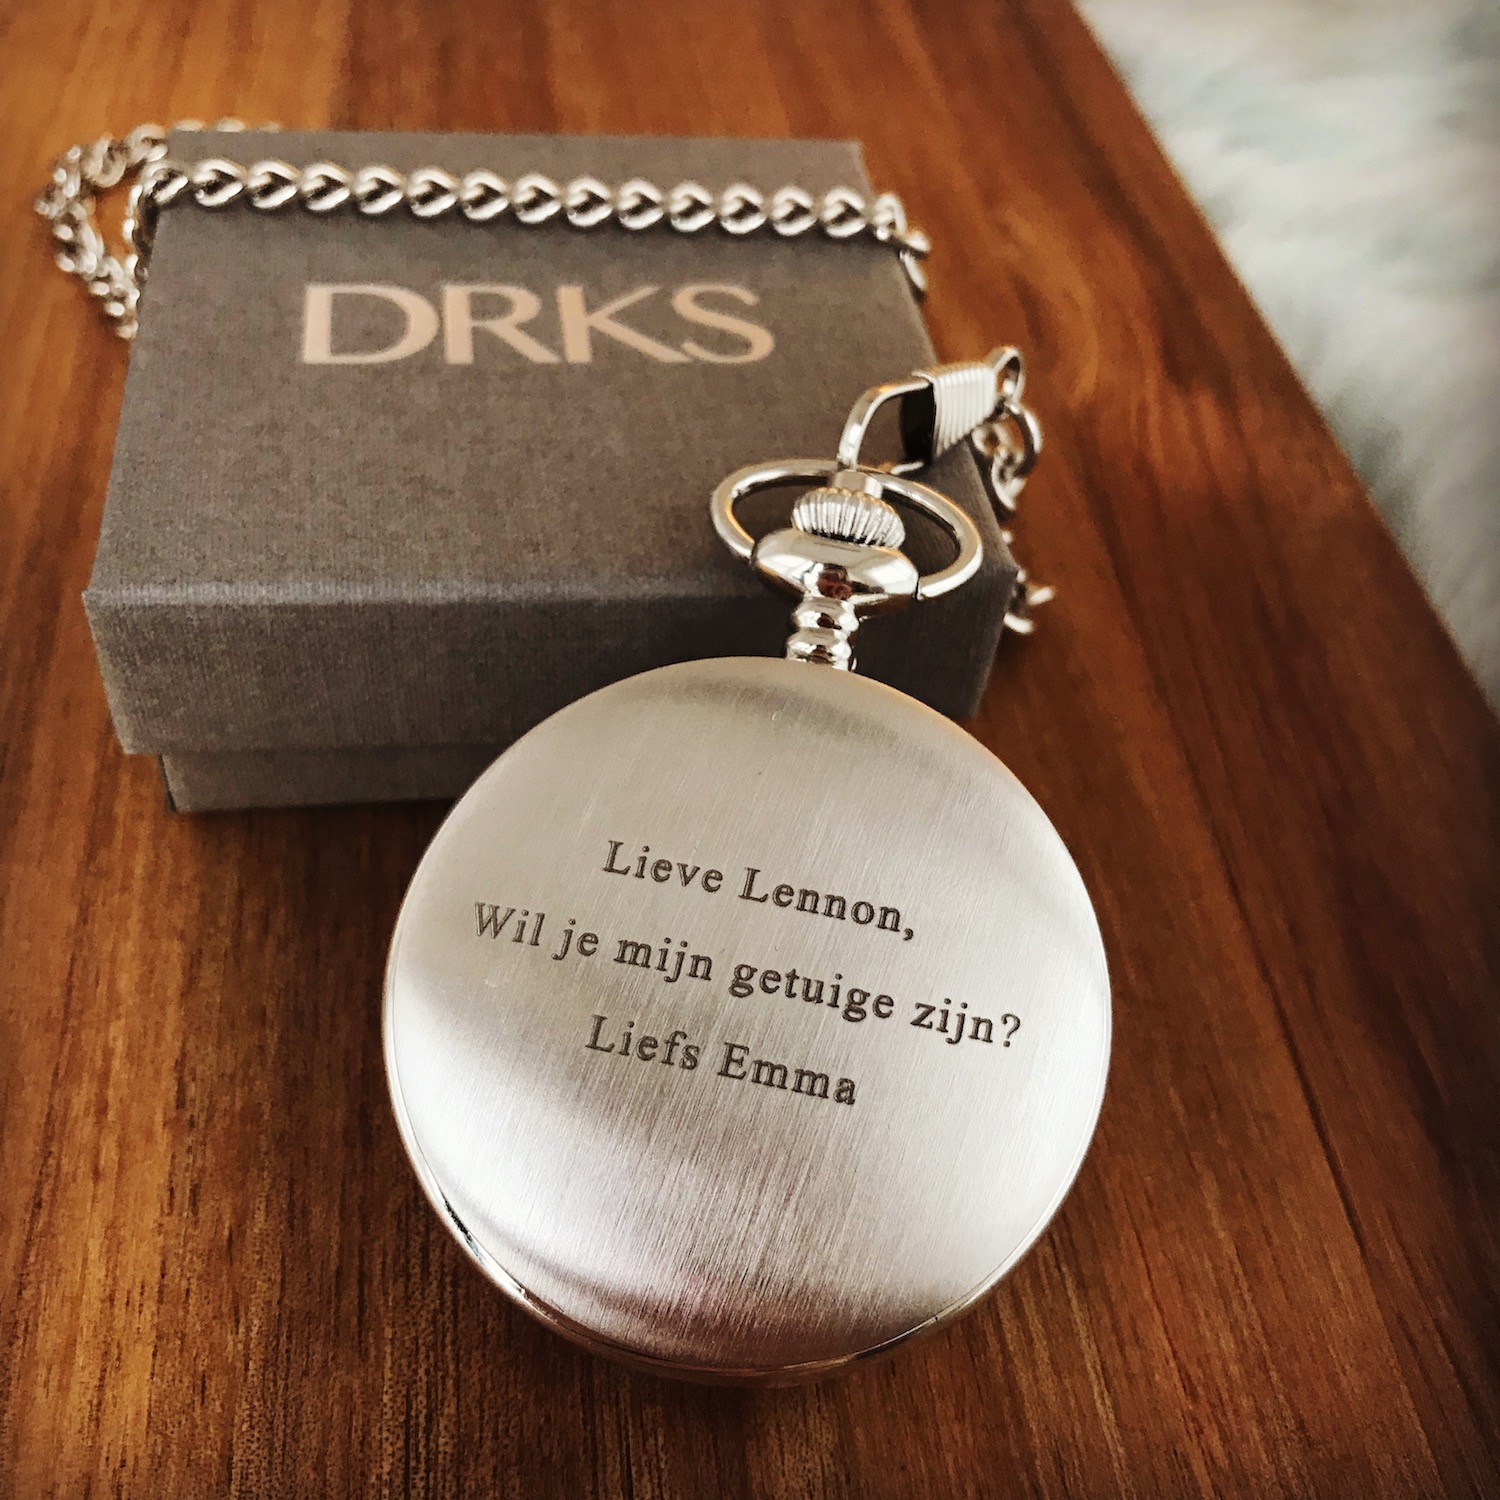 DRKS
Lieve Lennon,
Wil je mijn getuige zijn?
Liefs Emma